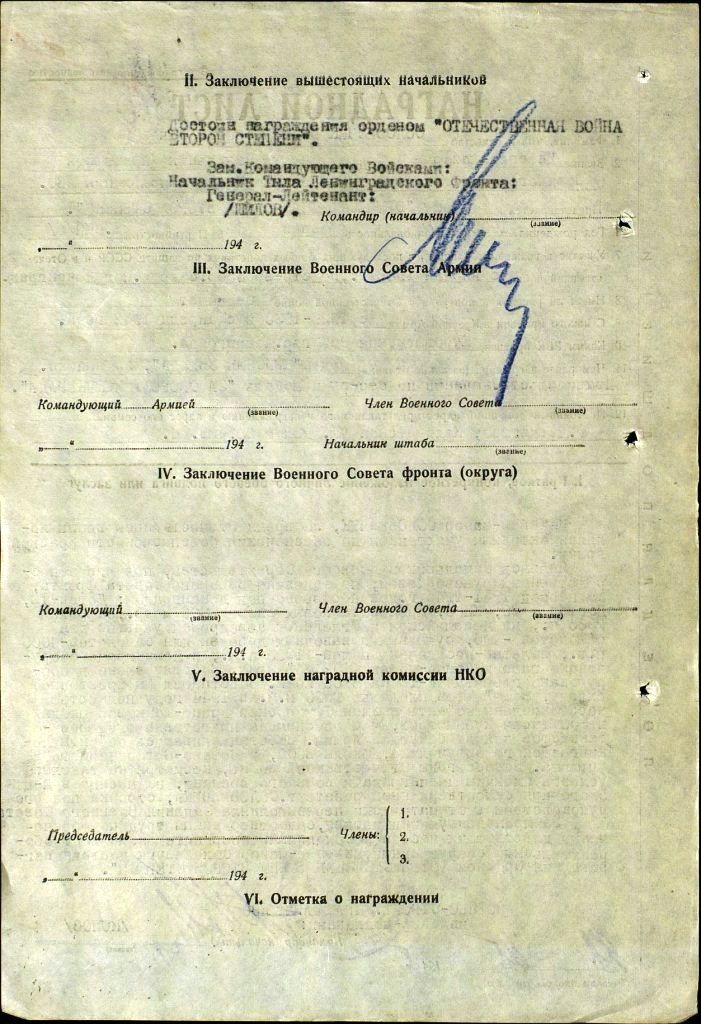 II. Заключение вышестоящих начальников
Достоин награждения орденом "ОТЕЧЕСТВЕННАЯ ВОЙНА
ВТОРОЙ СТЕПЕНИ".
Зам.Командующего Войсками:
Начальник Тыла Ленинградского Фронта:
Генерал-Лейтенант:
Командир (начальник)
(звание)
„ “ 194 г.
III. Заключение Военного Совета Армии
Командующий Армией Член Военного Совета
(звание) (звание)
„ “ 194 г. Начальник штаба
(звание)
IV. Заключение Военного Совета фронта (округа)
Командующий Член Военного Совета
(звание) (звание)
„ “ 194 г.
V. Заключение наградной комиссии НКО
1.
Председатель Члены: 2.
3.
„ “ 194 г.
VI. Отметка о награждении